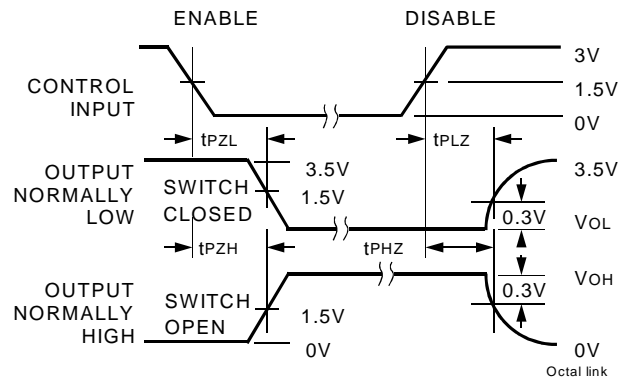 ENABLE DISABLE
CONTROL
INPUT
3V
1.5V
0V
tPZL tPLZ
OUTPUT
NORMALLY
LOW
SWITCH
CLOSED
3.5V
1.5V
3.5V
0.3V
VOL
tPZH tPHZ
OUTPUT
NORMALLY
HIGH
SWITCH
OPEN
1.5V
0V
VOH
0.3V
0V
Octal link